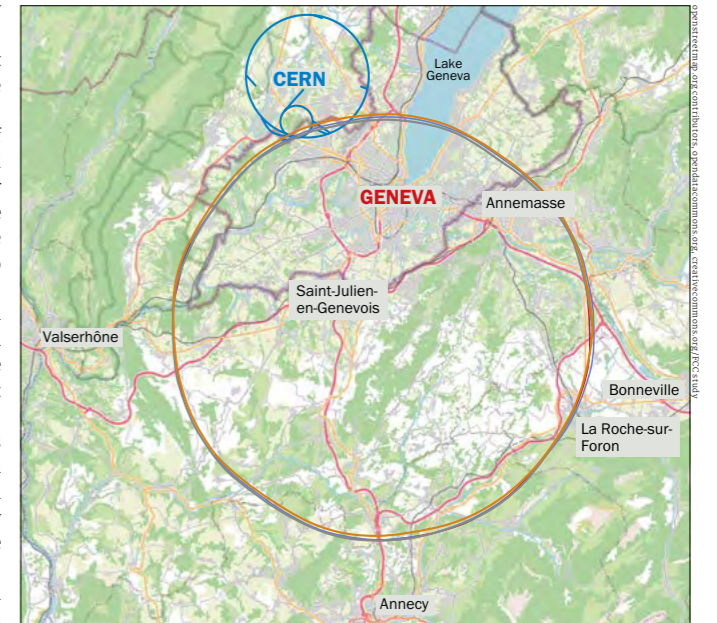 Lake
Geneva
CERN
GENEVA
Annemasse
Saint-Julien-
en-Genevois
Valserhône
Bonneville
La Roche-sur-
Foron
Annecy
openstreetmap.org contributors, opendatacommons.org, creativecommons.org/FCC study